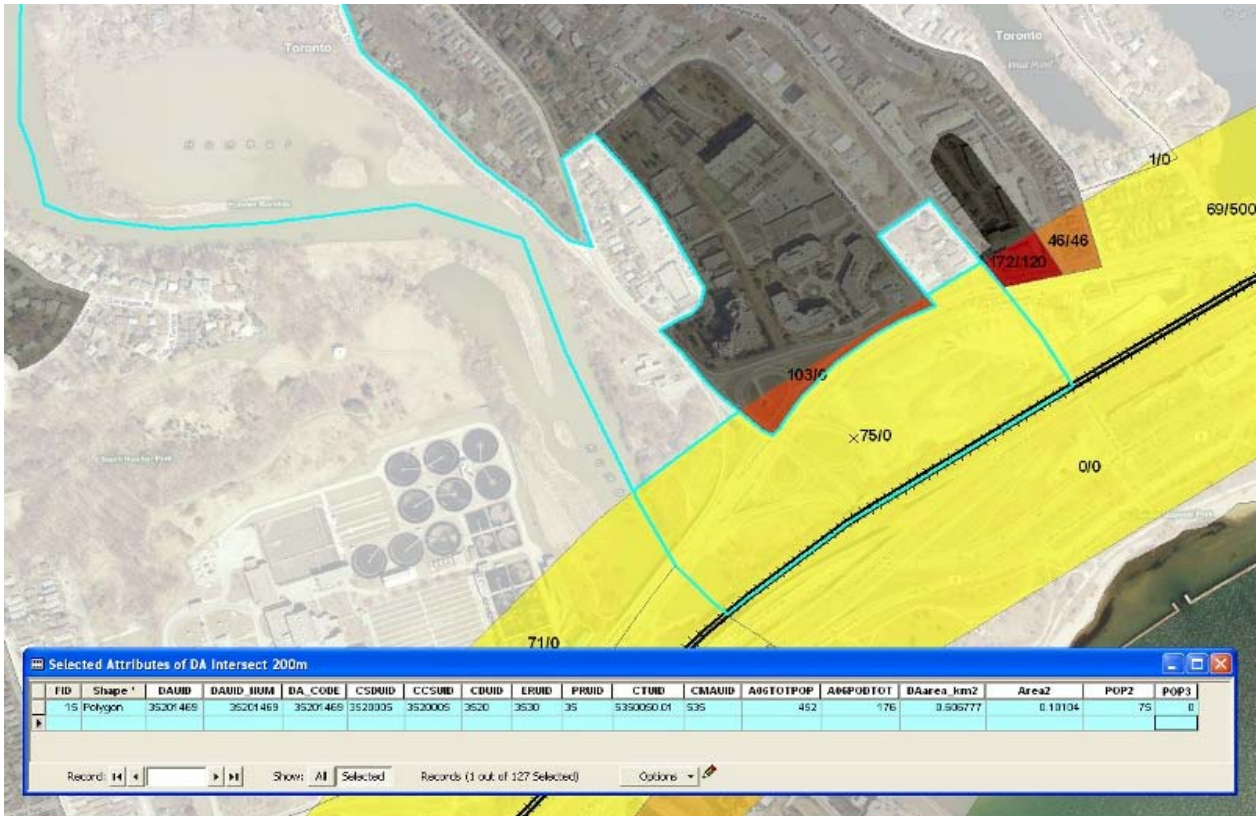 Toronto
Toronto
1/0
69/500
46/46
172/120
103/6
75/0
0/0
71/0
Selected Attributes of DA Intersect 200m
FID Shape * DAUID DAUID_NUM DA_CODE CSDUID CCSUID CDUID ERUID PRUID CTUID CMAUID A06TOTPOP A06PODTOT DAarea_km2 Area2 POP2 POP3
15 Polygon 35201469 35201469 35201469 3520005 3520005 3520 3530 35 5350050.01 535 452 176 0.606777 0.10104 75 0
Record: Show: All Selected Records (1 out of 127 Selected) Options